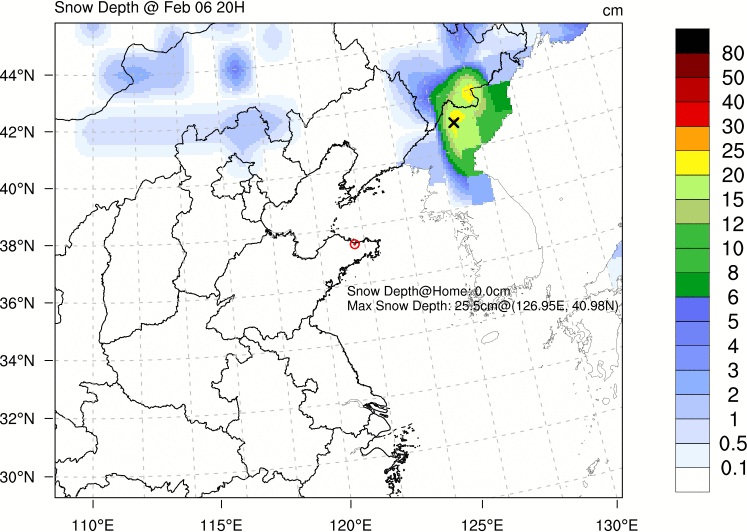 Snow Depth @ Feb 06 20H
cm
44°N
42°N
40°N
38°N
36°N
34°N
32°N
30°N
110°E
115°E
120°E
125°E
130°E
Snow Depth@Home: 0.0cm
Max Snow Depth: 25.5cm@(126.95E, 40.98N)
80
50
40
30
25
20
15
12
10
8
6
5
4
3
2
1
0.5
0.1